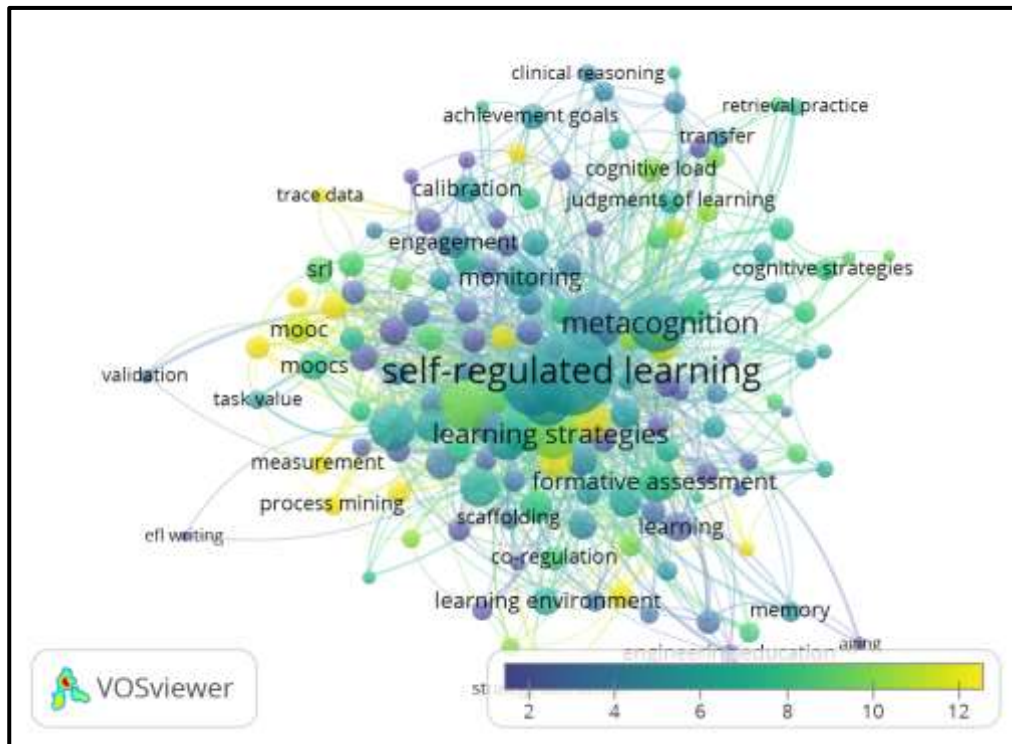 clinical reasoning
retrieval practice
achievement goals
transfer
cognitive load
calibration
trace data
judgments of learning
engagement
srl
monitoring
cognitive strategies
mooc
metacognition
moocs
self-regulated learning
validation
task value
learning strategies
measurement
formative assessment
process mining
scaffolding
learning
efl writing
co-regulation
learning environment
memory
aging
engineering education
VOSviewer
2 4 6 8 10 12